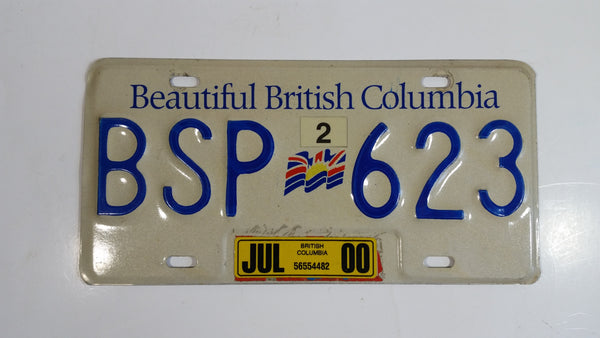 Beautiful British Columbia
2
BSP 623
JUL BRITISH COLUMBIA 56554482 00